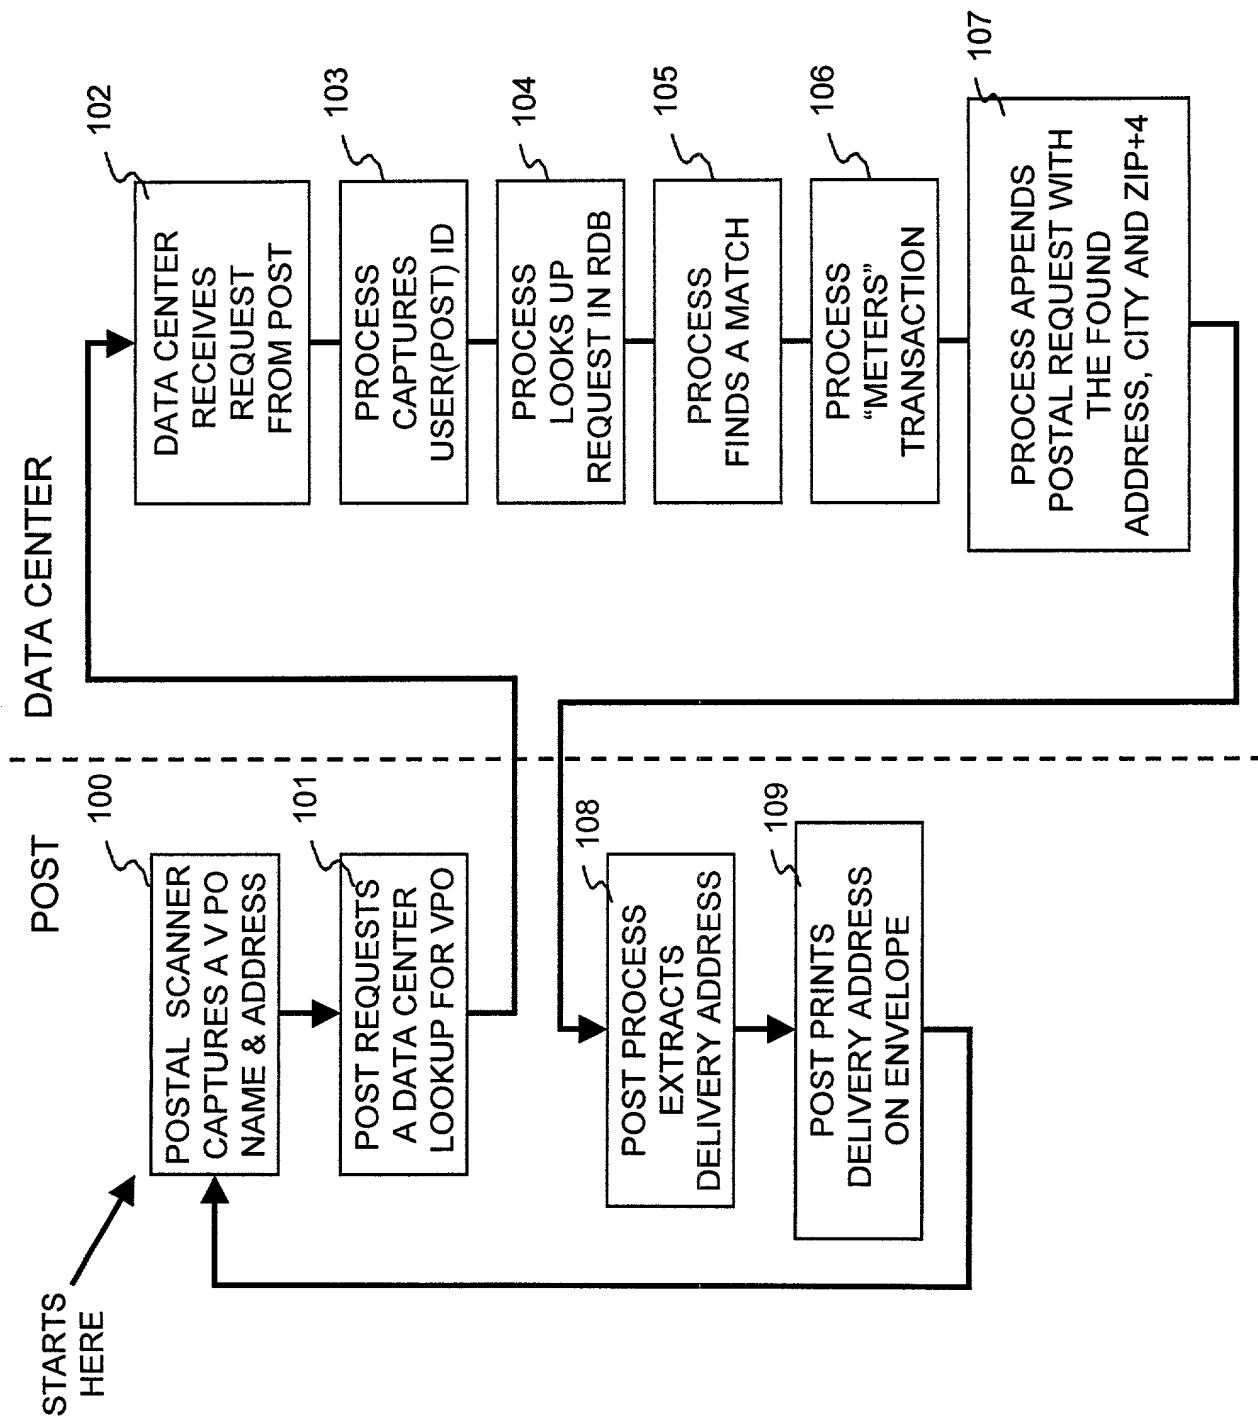 POST
DATA CENTER
STARTS
HERE
100
POSTAL SCANNER
CAPTURES A V PO
NAME & ADDRESS
101
POST REQUESTS
A DATA CENTER
LOOKUP FOR VPO
102
DATA CENTER
RECEIVES
REQUEST
FROM POST
103
PROCESS
CAPTURES
USER(POST) ID
104
PROCESS
LOOKS UP
REQUEST IN RDB
105
PROCESS
FINDS A MATCH
106
PROCESS
“METERS”
TRANSACTION
107
PROCESS APPENDS
POSTAL REQUEST WITH
THE FOUND
ADDRESS, CITY AND ZIP+4
108
POST PROCESS
EXTRACTS
DELIVERY ADDRESS
109
POST PRINTS
DELIVERY ADDRESS
ON ENVELOPE